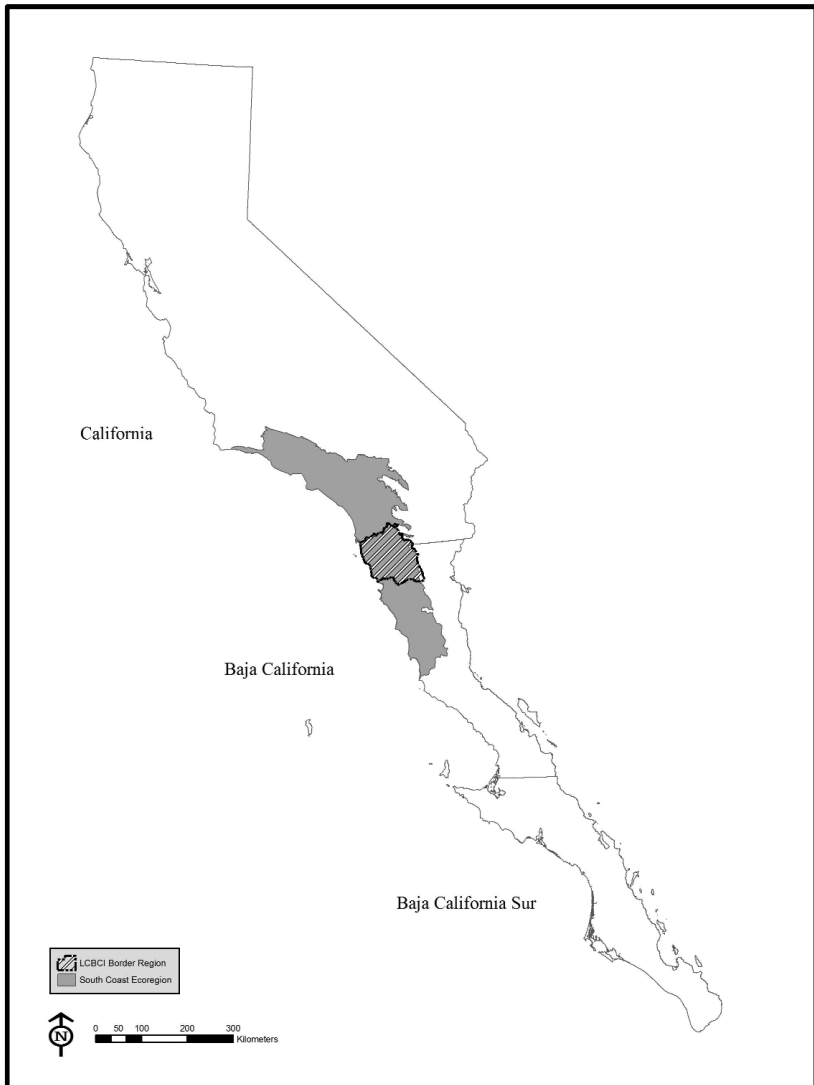 California
Baja California
Baja California Sur
LCBCI Border Region
South Coast Ecoregion
N
0 50 100 200 300
Kilometers